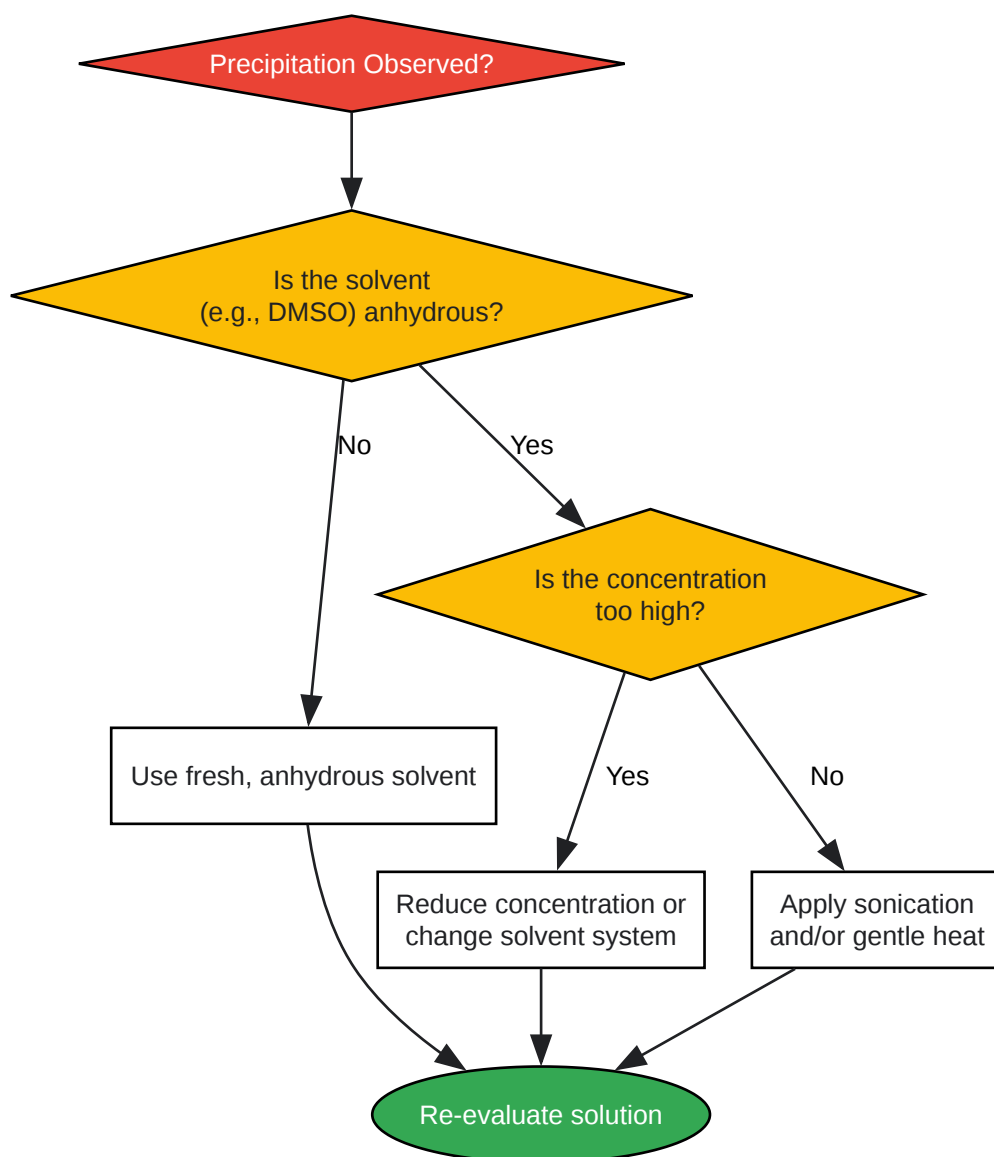 Precipitation Observed?
Is the solvent
(e.g., DMSO) anhydrous?
No
Yes
Is the concentration
too high?
Use fresh, anhydrous solvent
Yes
No
Reduce concentration or
change solvent system
Apply sonication
and/or gentle heat
Re-evaluate solution